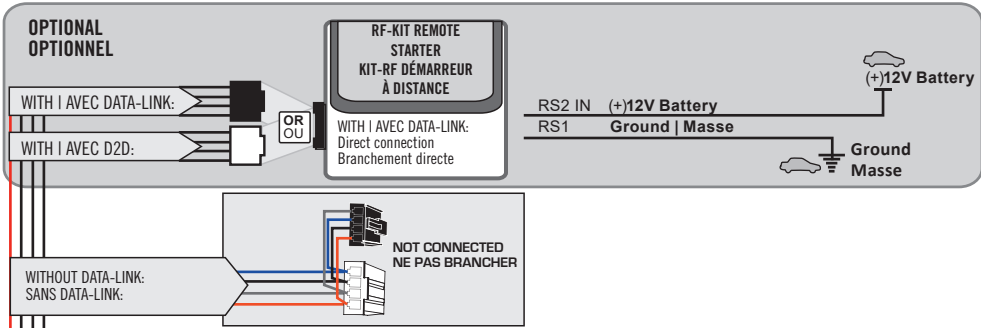 OPTIONAL
OPTIONNEL
RF-KIT REMOTE
STARTER
KIT-RF DÉMARREUR
À DISTANCE
WITH | AVEC DATA-LINK:
WITH | AVEC D2D:
OR
OU
WITH | AVEC DATA-LINK:
Direct connection
Branchement directe
RS2 IN (+)12V Battery
RS1 Ground | Masse
(+)12V Battery
Ground
Masse
NOT CONNECTED
NE PAS BRANCHER
WITHOUT DATA-LINK:
SANS DATA-LINK: